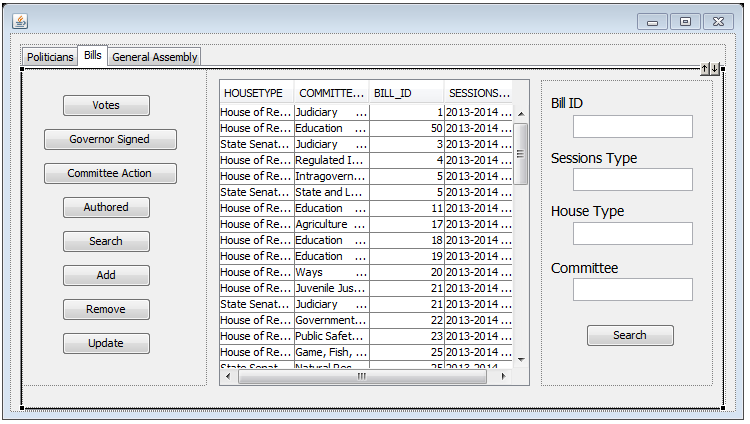 Politicians Bills General Assembly
Votes
Governor Signed
Committee Action
Authored
Search
Add
Remove
Update
HOUSETYPE COMMITTE... BILL_ID SESSIONS...
House of Re... Judiciary ... 1 2013-2014 ...
House of Re... Education ... 50 2013-2014 ...
State Senat... Judiciary ... 3 2013-2014 ...
House of Re... Regulated I... 4 2013-2014 ...
House of Re... Intragovern... 5 2013-2014 ...
State Senat... State and L... 5 2013-2014 ...
House of Re... Education ... 11 2013-2014 ...
House of Re... Agriculture ... 17 2013-2014 ...
House of Re... Education ... 18 2013-2014 ...
House of Re... Education ... 19 2013-2014 ...
House of Re... Ways ... 20 2013-2014 ...
House of Re... Juvenile Jus... 21 2013-2014 ...
State Senat... Judiciary ... 21 2013-2014 ...
House of Re... Government... 22 2013-2014 ...
House of Re... Public Safet... 23 2013-2014 ...
House of Re... Game, Fish, ... 25 2013-2014 ...
State Senat... Natural Res... 25 2013-2014 ...
Bill ID
Sessions Type
House Type
Committee
Search